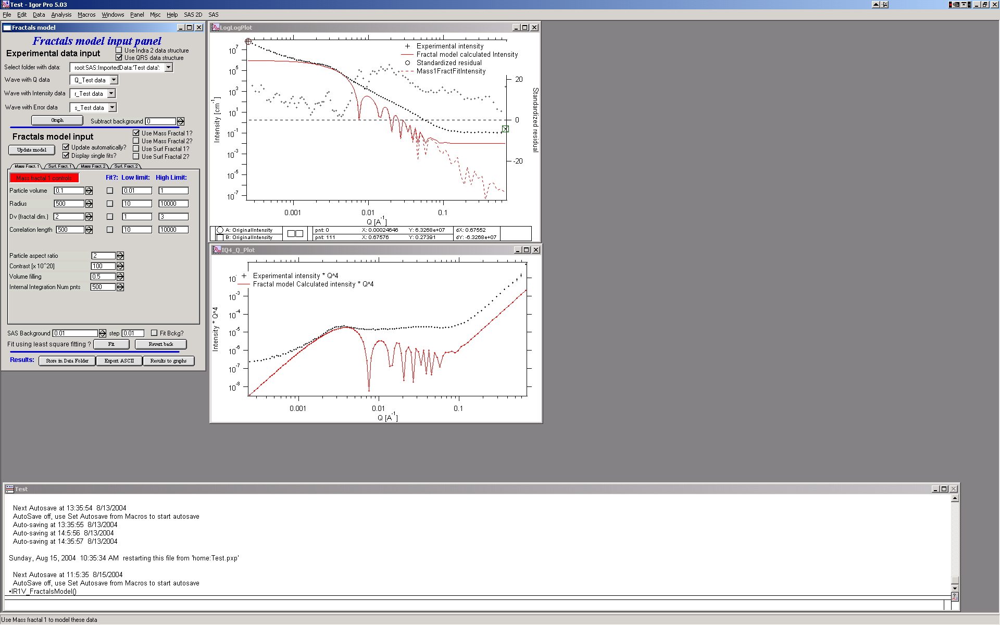 Test - Igor Pro 5.03
File Edit Data Analysis Macros Windows Panel Misc Help SAS 2D SAS
Fractals model
Fractals model input panel
Experimental data input
Use Indra 2 data structure
Use QRS data structure
Select folder with data: root:SAS:ImportedData:'Test data':
Wave with Q data Q_Test data
Wave with Intensity data r_Test data
Wave with Error data s_Test data
Graph Subtract background 0
Fractals model input
Use Mass Fractal 1?
Use Mass Fractal 2?
Use Surf Fractal 1?
Use Surf Fractal 2?
Update model
Update automatically?
Display single fits?
Mass Fract. 1 Surf. Fract. 1 Mass Fract. 2 Surf. Fract. 2
Mass fractal 1 controls Fit?: Low limit: High Limit:
Particle volume 0.1 0.01 1
Radius 500 10 10000
Dv (fractal dim.) 2 1 3
Correlation length 500 10 10000
Particle aspect ratio 2
Contrast [x 10^20] 100
Volume filling 0.5
Internal Integration Num pnts 500
SAS Background 0.01 step 0.01 Fit Bckg?
Fit using least square fitting ? Fit Revert back
Results: Store in Data Folder Export ASCII Results to graphs
LogLogPlot
Experimental intensity
Fractal model calculated Intensity
Standardized residual
Mass1FractFitIntensity
10^7
10^5
10^3
10^1
10^-1
10^-3
10^-5
10^-7
Intensity [cm^-1]
20
0
-20
Standardized residual
0.001 0.01 0.1
Q [A^-1]
A: OriginalIntensity pnt: 0 X: 0.00024646 Y: 6.3268e+07 dX: 0.67552
B: OriginalIntensity pnt: 111 X: 0.67576 Y: 0.27391 dY: -6.3268e+07
IQ4_Q_Plot
Experimental intensity * Q^4
Fractal model Calculated intensity * Q^4
10^-3
10^-4
10^-5
10^-6
10^-7
10^-8
Intensity * Q^4
0.001 0.01 0.1
Q [A^-1]
Test
Next Autosave at 13:35:54 8/13/2004
AutoSave off, use Set Autosave from Macros to start autosave
Auto-saving at 13:35:55 8/13/2004
Auto-saving at 14:5:56 8/13/2004
Auto-saving at 14:35:57 8/13/2004
Sunday, Aug 15, 2004 10:35:34 AM restarting this file from 'home:Test.pxp'
Next Autosave at 11:5:35 8/15/2004
AutoSave off, use Set Autosave from Macros to start autosave
•IR1V_FractalsModel()
Use Mass fractal 1 to model these data